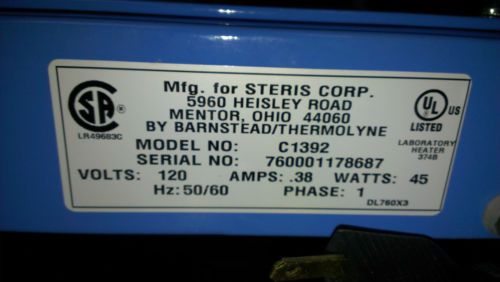 Mfg. for STERIS CORP.
5960 HEISLEY ROAD
MENTOR, OHIO 44060
BY BARNSTEAD/THERMOLYNE
SA ®
LR49683C
UL ® US
LISTED
LABORATORY
HEATER
374B
MODEL NO: C1392
SERIAL NO: 760001178687
VOLTS: 120 AMPS: .38 WATTS: 45
Hz: 50/60 PHASE: 1
DL760X3